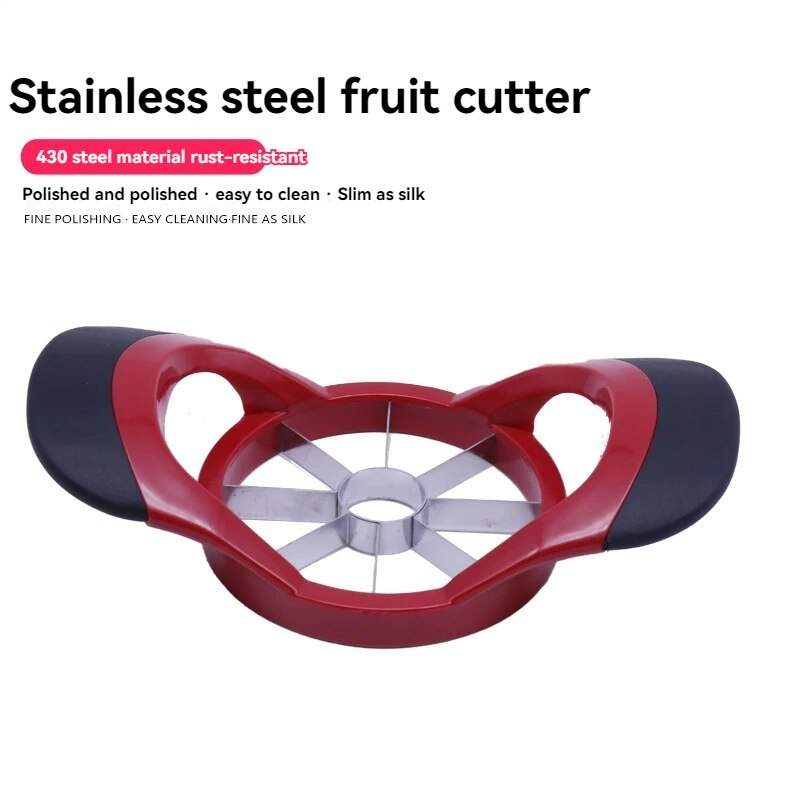 Stainless steel fruit cutter
430 steel material rust-resistant
Polished and polished · easy to clean · Slim as silk
FINE POLISHING · EASY CLEANING·FINE AS SILK